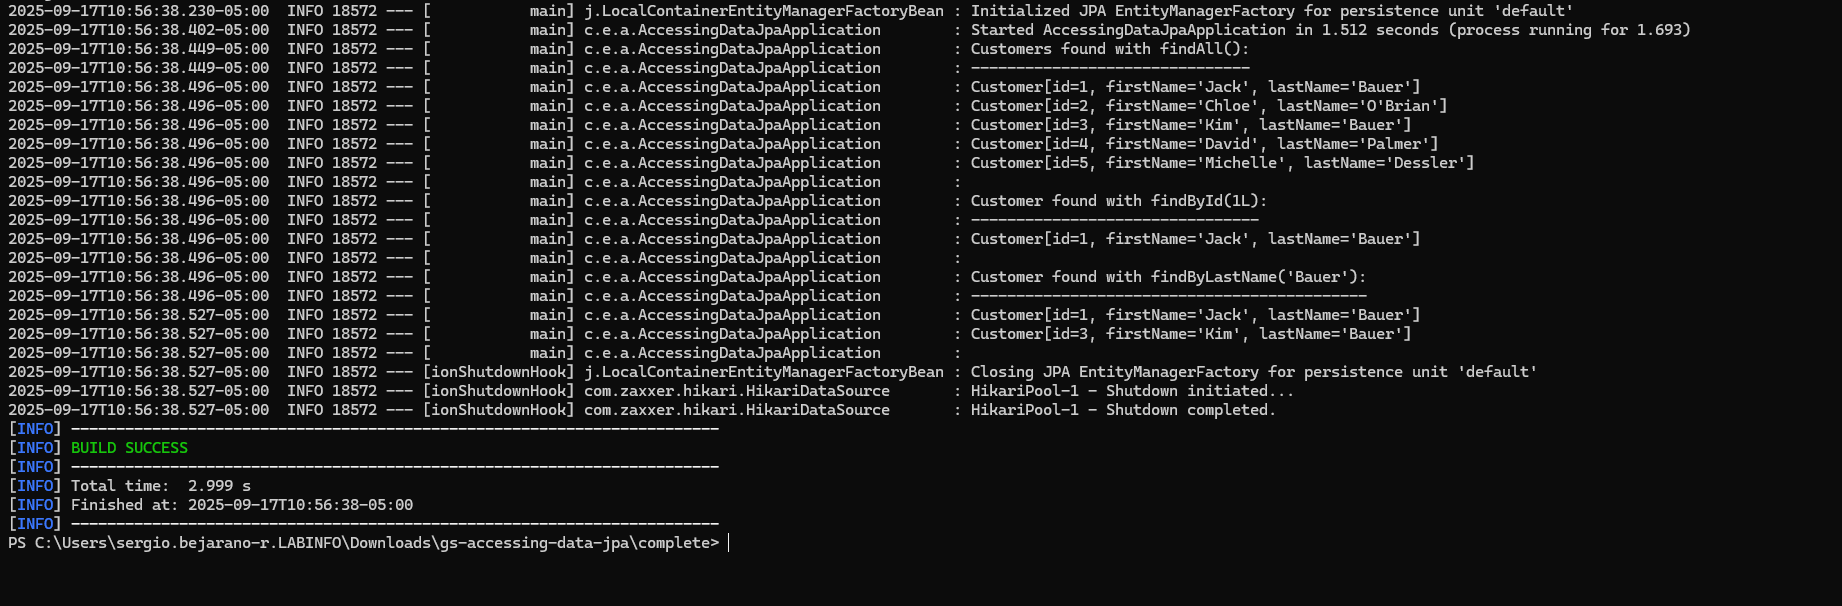 2025-09-17T10:56:38.230-05:00  INFO 18572 --- [           main] j.LocalContainerEntityManagerFactoryBean : Initialized JPA EntityManagerFactory for persistence unit 'default'
2025-09-17T10:56:38.402-05:00  INFO 18572 --- [           main] c.e.a.AccessingDataJpaApplication        : Started AccessingDataJpaApplication in 1.512 seconds (process running for 1.693)
2025-09-17T10:56:38.449-05:00  INFO 18572 --- [           main] c.e.a.AccessingDataJpaApplication        : Customers found with findAll():
2025-09-17T10:56:38.449-05:00  INFO 18572 --- [           main] c.e.a.AccessingDataJpaApplication        : -------------------------------
2025-09-17T10:56:38.496-05:00  INFO 18572 --- [           main] c.e.a.AccessingDataJpaApplication        : Customer[id=1, firstName='Jack', lastName='Bauer']
2025-09-17T10:56:38.496-05:00  INFO 18572 --- [           main] c.e.a.AccessingDataJpaApplication        : Customer[id=2, firstName='Chloe', lastName='O'Brian']
2025-09-17T10:56:38.496-05:00  INFO 18572 --- [           main] c.e.a.AccessingDataJpaApplication        : Customer[id=3, firstName='Kim', lastName='Bauer']
2025-09-17T10:56:38.496-05:00  INFO 18572 --- [           main] c.e.a.AccessingDataJpaApplication        : Customer[id=4, firstName='David', lastName='Palmer']
2025-09-17T10:56:38.496-05:00  INFO 18572 --- [           main] c.e.a.AccessingDataJpaApplication        : Customer[id=5, firstName='Michelle', lastName='Dessler']
2025-09-17T10:56:38.496-05:00  INFO 18572 --- [           main] c.e.a.AccessingDataJpaApplication        :
2025-09-17T10:56:38.496-05:00  INFO 18572 --- [           main] c.e.a.AccessingDataJpaApplication        : Customer found with findById(1L):
2025-09-17T10:56:38.496-05:00  INFO 18572 --- [           main] c.e.a.AccessingDataJpaApplication        : --------------------------------
2025-09-17T10:56:38.496-05:00  INFO 18572 --- [           main] c.e.a.AccessingDataJpaApplication        : Customer[id=1, firstName='Jack', lastName='Bauer']
2025-09-17T10:56:38.496-05:00  INFO 18572 --- [           main] c.e.a.AccessingDataJpaApplication        :
2025-09-17T10:56:38.496-05:00  INFO 18572 --- [           main] c.e.a.AccessingDataJpaApplication        : Customer found with findByLastName('Bauer'):
2025-09-17T10:56:38.496-05:00  INFO 18572 --- [           main] c.e.a.AccessingDataJpaApplication        : --------------------------------------------
2025-09-17T10:56:38.527-05:00  INFO 18572 --- [           main] c.e.a.AccessingDataJpaApplication        : Customer[id=1, firstName='Jack', lastName='Bauer']
2025-09-17T10:56:38.527-05:00  INFO 18572 --- [           main] c.e.a.AccessingDataJpaApplication        : Customer[id=3, firstName='Kim', lastName='Bauer']
2025-09-17T10:56:38.527-05:00  INFO 18572 --- [           main] c.e.a.AccessingDataJpaApplication        :
2025-09-17T10:56:38.527-05:00  INFO 18572 --- [ionShutdownHook] j.LocalContainerEntityManagerFactoryBean : Closing JPA EntityManagerFactory for persistence unit 'default'
2025-09-17T10:56:38.527-05:00  INFO 18572 --- [ionShutdownHook] com.zaxxer.hikari.HikariDataSource       : HikariPool-1 - Shutdown initiated...
2025-09-17T10:56:38.527-05:00  INFO 18572 --- [ionShutdownHook] com.zaxxer.hikari.HikariDataSource       : HikariPool-1 - Shutdown completed.
[INFO] ------------------------------------------------------------------------
[INFO] BUILD SUCCESS
[INFO] ------------------------------------------------------------------------
[INFO] Total time:  2.999 s
[INFO] Finished at: 2025-09-17T10:56:38-05:00
[INFO] ------------------------------------------------------------------------
PS C:\Users\sergio.bejarano-r.LABINFO\Downloads\gs-accessing-data-jpa\complete>